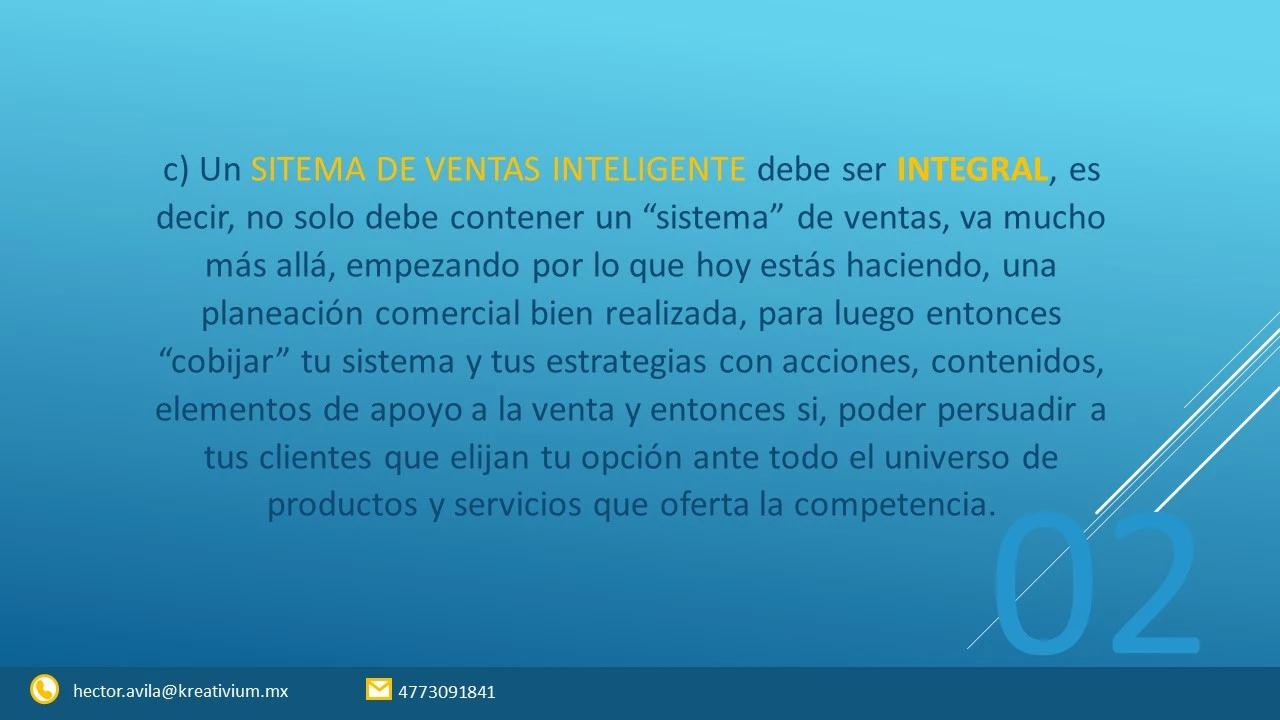 c) Un SITEMA DE VENTAS INTELIGENTE debe ser INTEGRAL, es
decir, no solo debe contener un “sistema” de ventas, va mucho
más allá, empezando por lo que hoy estás haciendo, una
planeación comercial bien realizada, para luego entonces
“cobijar” tu sistema y tus estrategias con acciones, contenidos,
elementos de apoyo a la venta y entonces si, poder persuadir a
tus clientes que elijan tu opción ante todo el universo de
productos y servicios que oferta la competencia.
02
hector.avila@kreativium.mx
4773091841